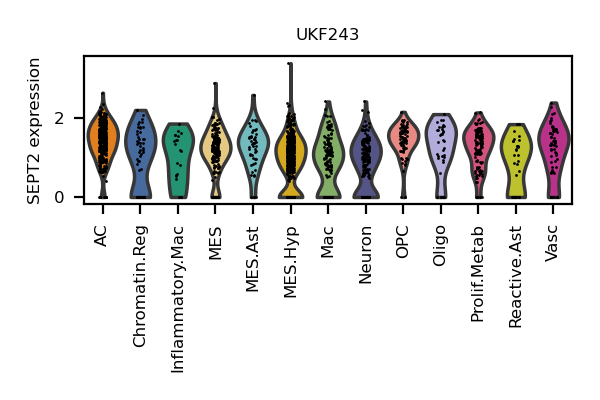 UKF243
SEPT2 expression
2
0
AC
Chromatin.Reg
Inflammatory.Mac
MES
MES.Ast
MES.Hyp
Mac
Neuron
OPC
Oligo
Prolif.Metab
Reactive.Ast
Vasc